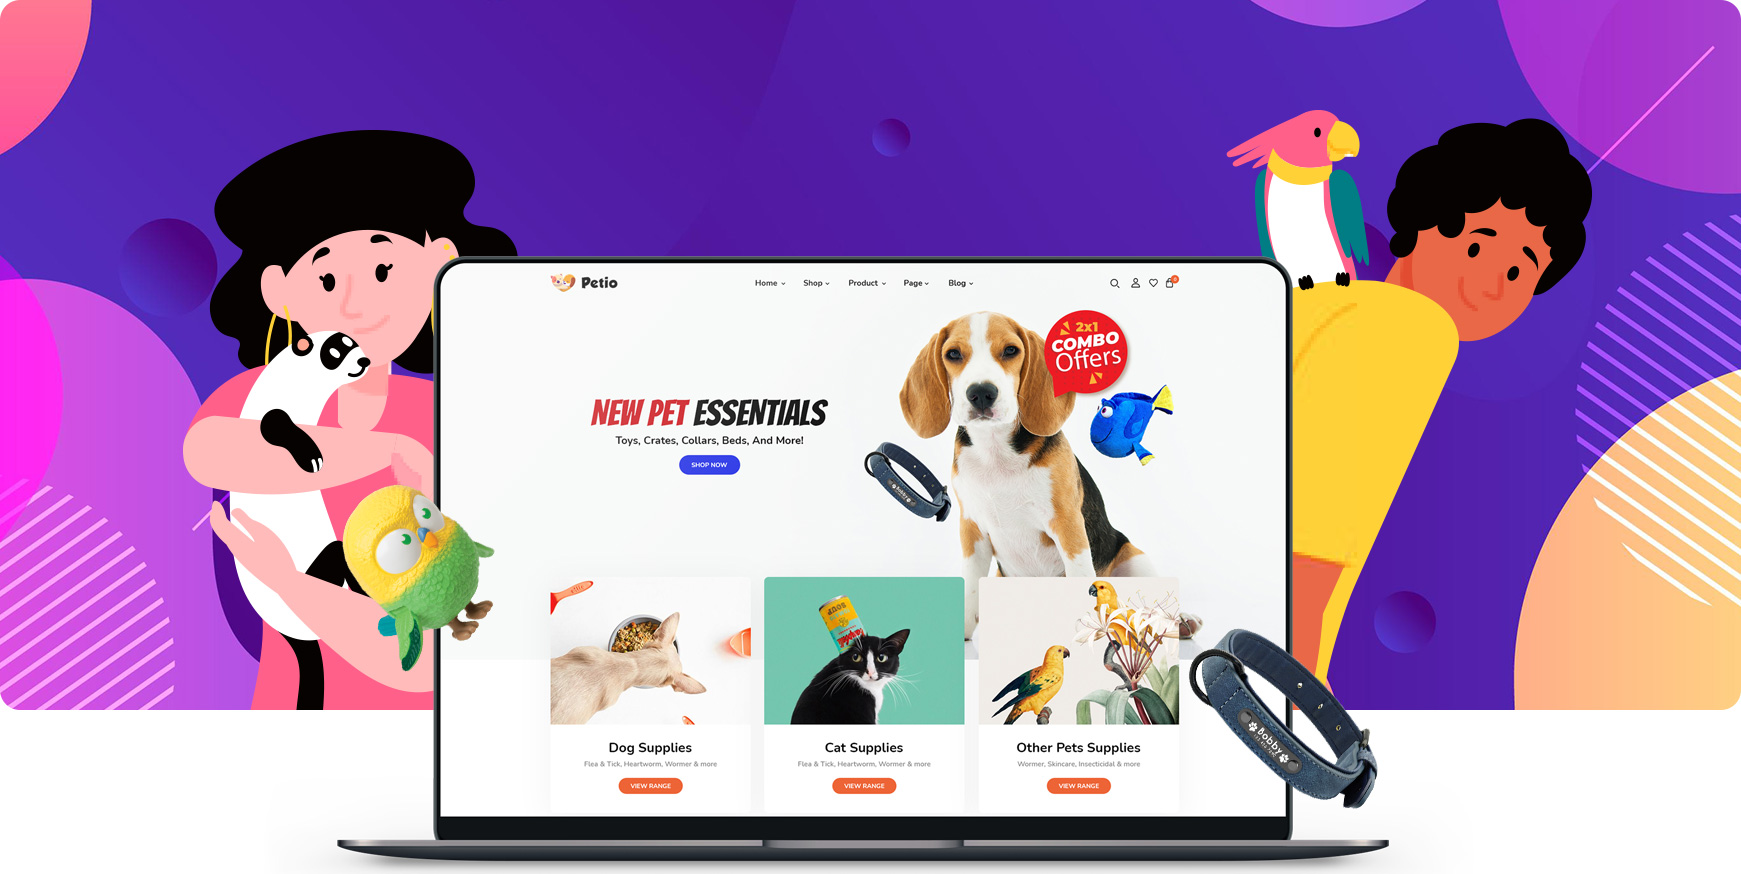 Petio
Home
Shop
Product
Page
Blog
2x1
COMBO
Offers
NEW PET ESSENTIALS
Toys, Crates, Collars, Beds, And More!
SHOP NOW
Dog Supplies
Flea & Tick, Heartworm, Wormer & more
VIEW RANGE
Cat Supplies
Flea & Tick, Heartworm, Wormer & more
VIEW RANGE
Other Pets Supplies
Wormer, Skincare, Insecticidal & more
VIEW RANGE
Bobby